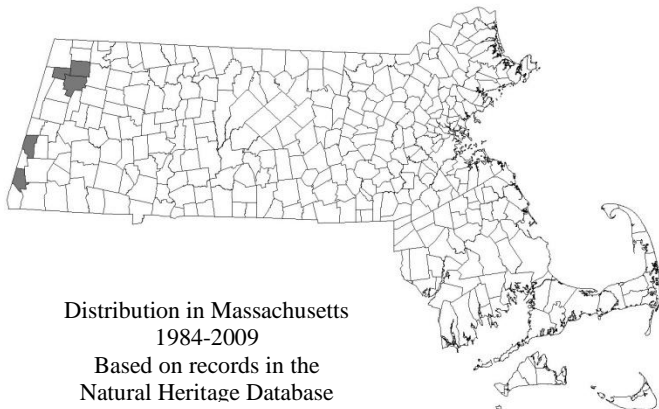 Distribution in Massachusetts
1984-2009
Based on records in the
Natural Heritage Database